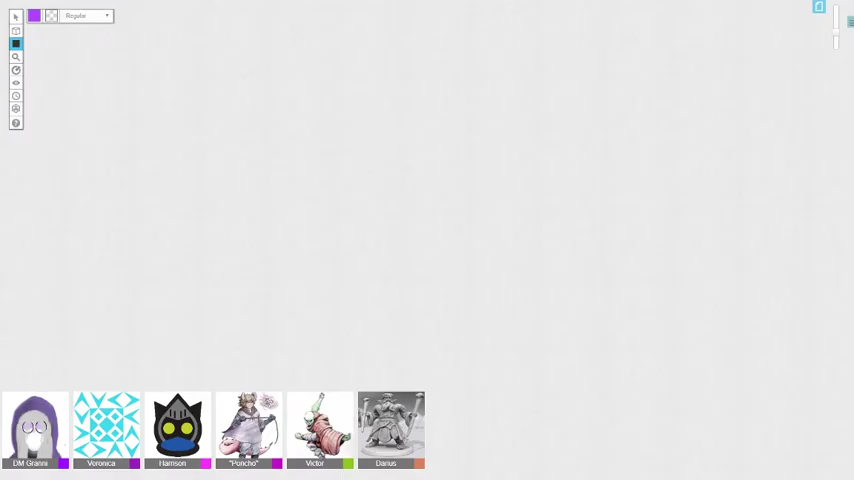 Regular
DM Granni
Veronica
Harrison
"Poncho"
Victor
Darius